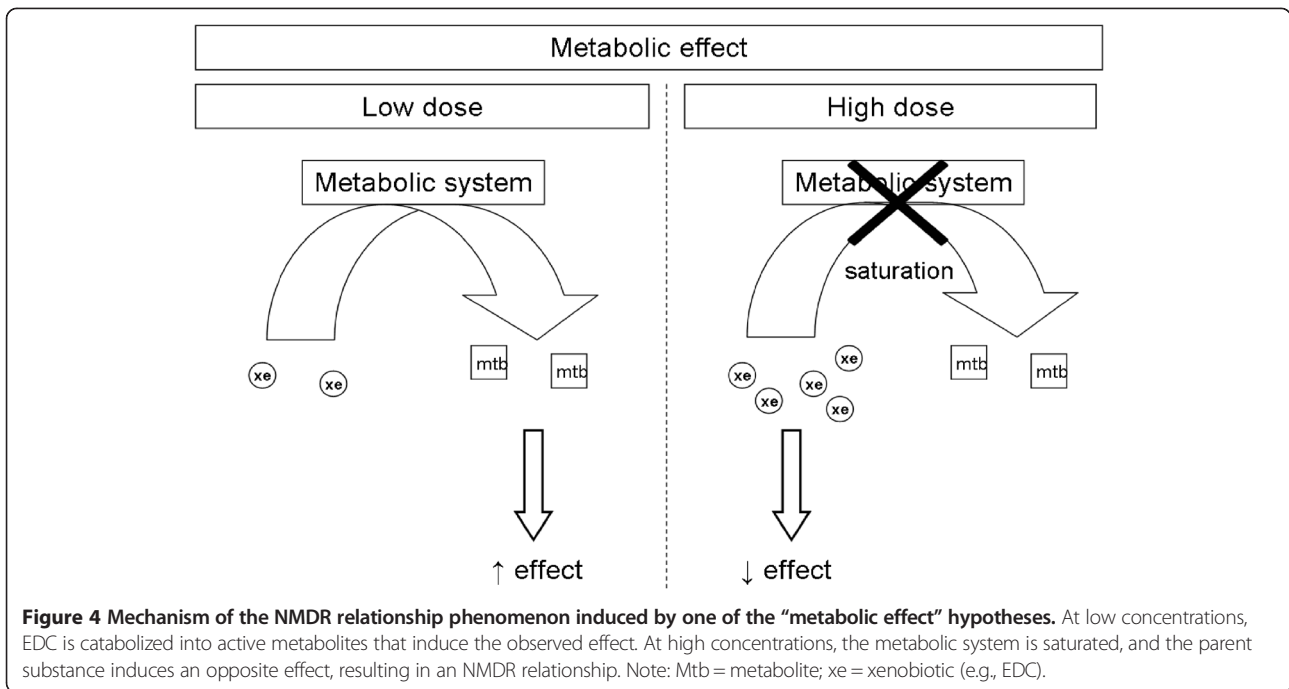 Metabolic effect
Low dose
High dose
Metabolic system
Metabolic system
saturation
xe
xe
mtb
mtb
xe
xe
xe
xe
xe
mtb
mtb
↑ effect
↓ effect
Figure 4 Mechanism of the NMDR relationship phenomenon induced by one of the “metabolic effect” hypotheses. At low concentrations,
EDC is catabolized into active metabolites that induce the observed effect. At high concentrations, the metabolic system is saturated, and the parent
substance induces an opposite effect, resulting in an NMDR relationship. Note: Mtb = metabolite; xe = xenobiotic (e.g., EDC).